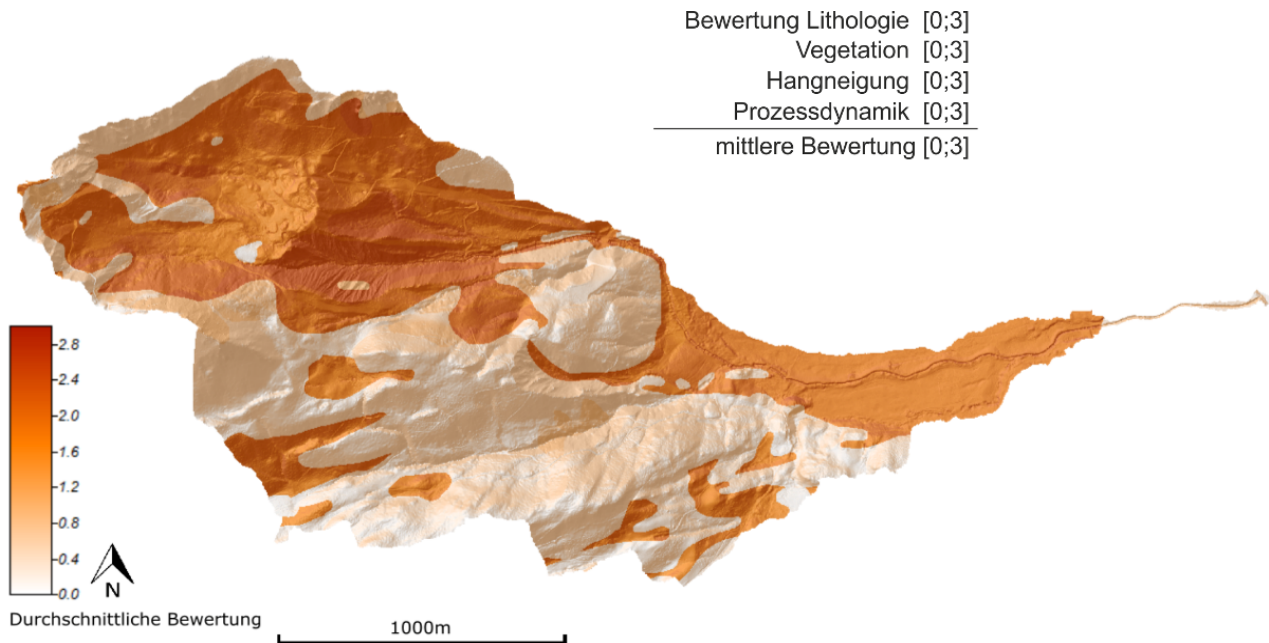 Bewertung Lithologie [0;3]
Vegetation [0;3]
Hangneigung [0;3]
Prozessdynamik [0;3]
mittlere Bewertung [0;3]
2.8
2.4
2.0
1.6
1.2
0.8
0.4
0.0
N
Durchschnittliche Bewertung
1000m